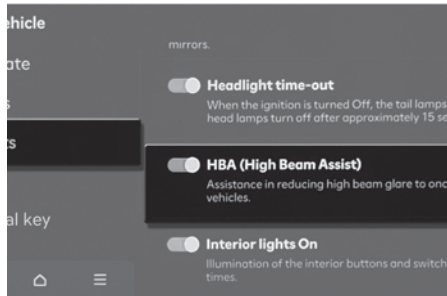 ehicle
mirrors.
ate
Headlight time-out
When the ignition is turned Off, the tail lamps
head lamps turn off after approximately 15 se
s
rs
HBA (High Beam Assist)
Assistance in reducing high beam glare to onc
vehicles.
al key
Interior lights On
Illumination of the interior buttons and switch
times.